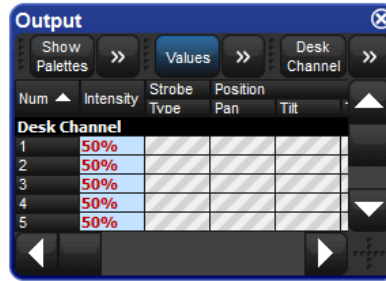 Output
Show Palettes » Values » Desk Channel »
Num Intensity Strobe Position
Type Pan Tilt
Desk Channel
1 50%
2 50%
3 50%
4 50%
5 50%